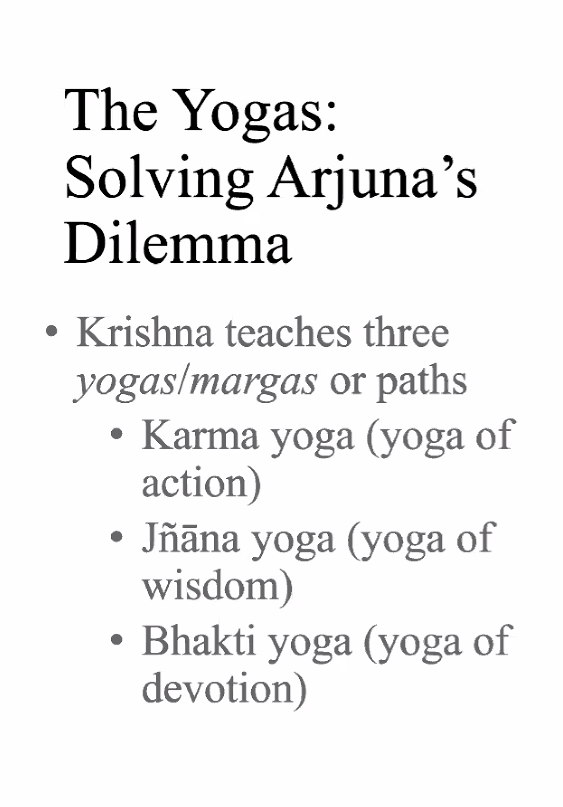 The Yogas:
Solving Arjuna’s
Dilemma
• Krishna teaches three
yogas/margas or paths
• Karma yoga (yoga of
action)
• Jñāna yoga (yoga of
wisdom)
• Bhakti yoga (yoga of
devotion)